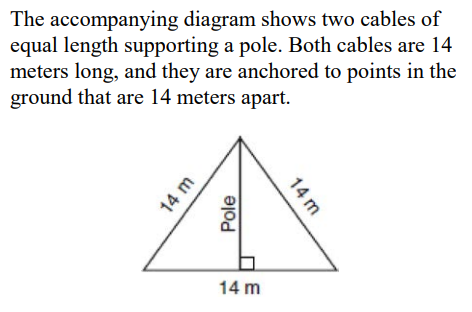 The accompanying diagram shows two cables of
equal length supporting a pole. Both cables are 14
meters long, and they are anchored to points in the
ground that are 14 meters apart.
14 m
Pole
14 m
14 m